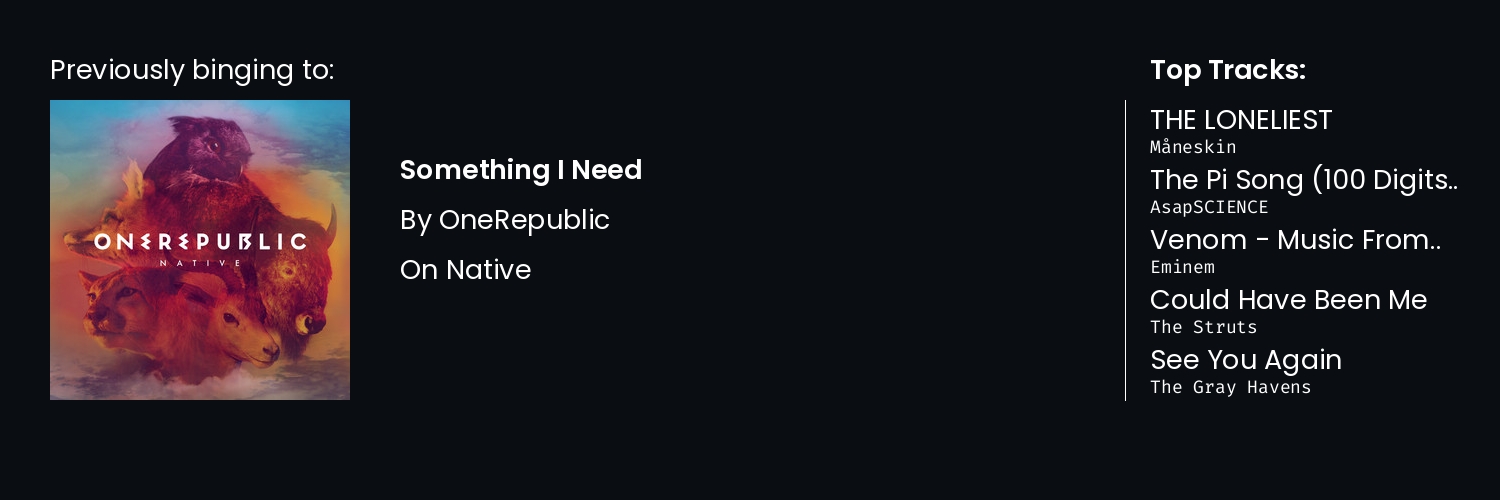 Previously binging to:
ONEREPUBLIC
NATIVE
Something I Need
By OneRepublic
On Native
Top Tracks:
THE LONELIEST
Måneskin
The Pi Song (100 Digits..
AsapSCIENCE
Venom - Music From..
Eminem
Could Have Been Me
The Struts
See You Again
The Gray Havens